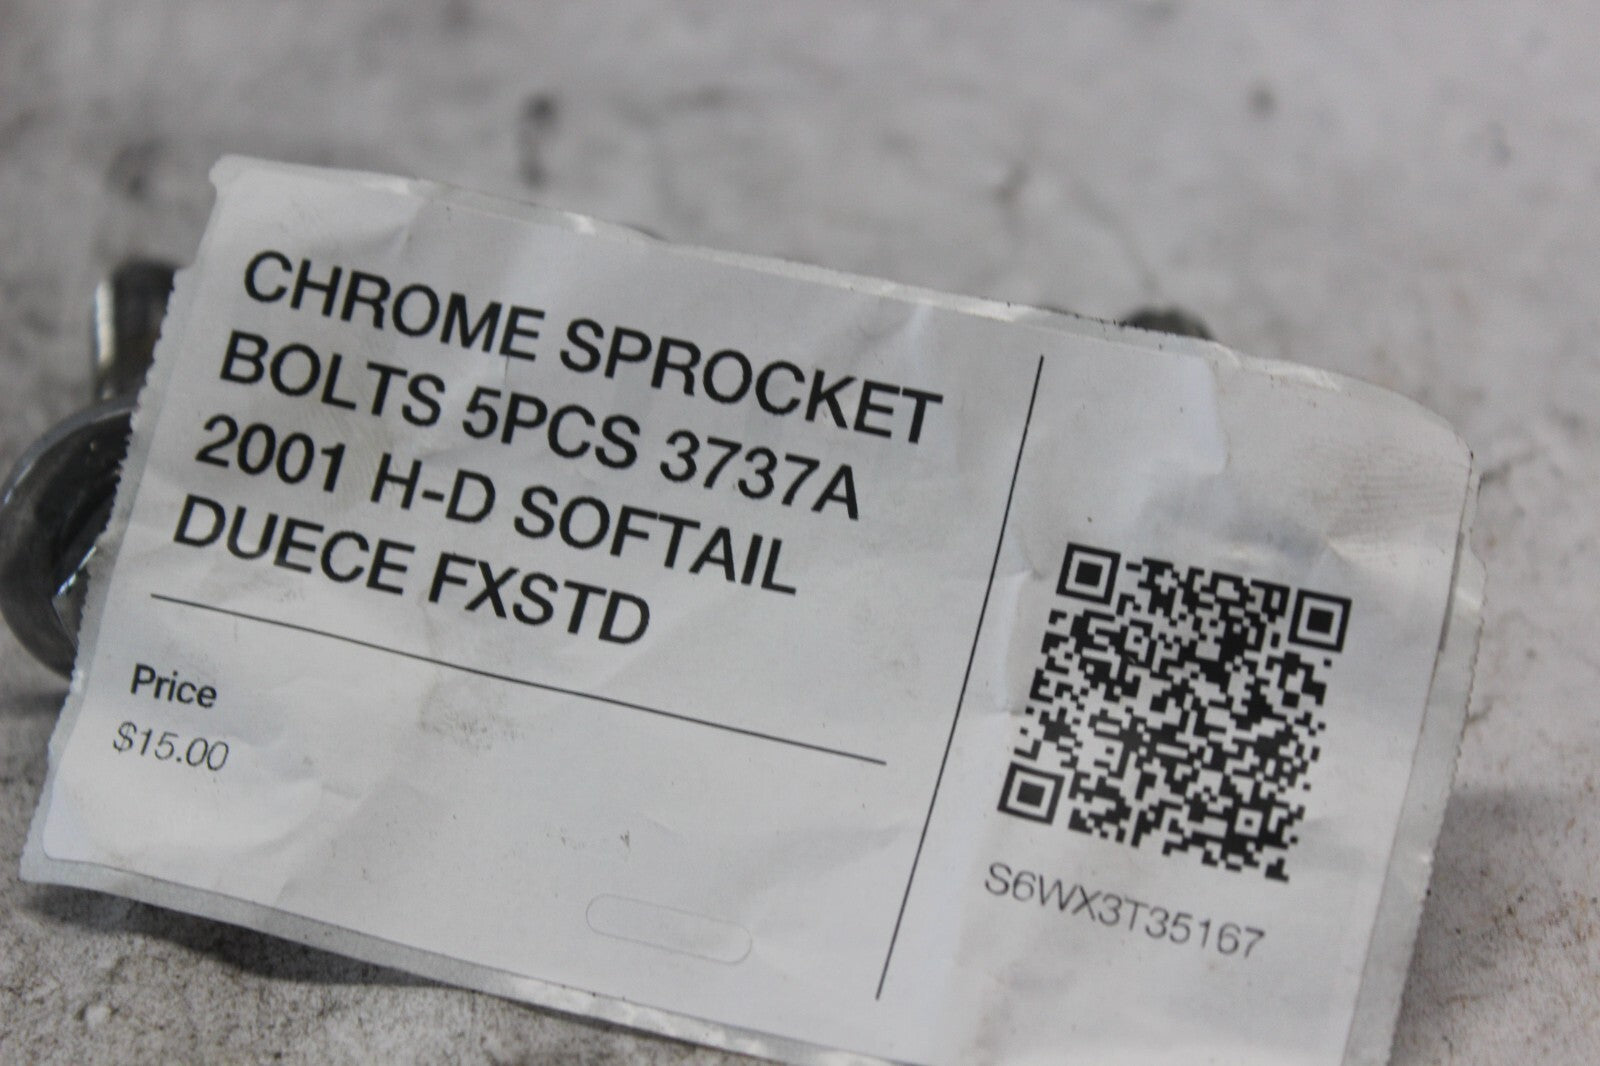 CHROME SPROCKET
BOLTS 5PCS 3737A
2001 H-D SOFTAIL
DUECE FXSTD
Price
$15.00
S6WX3T35167